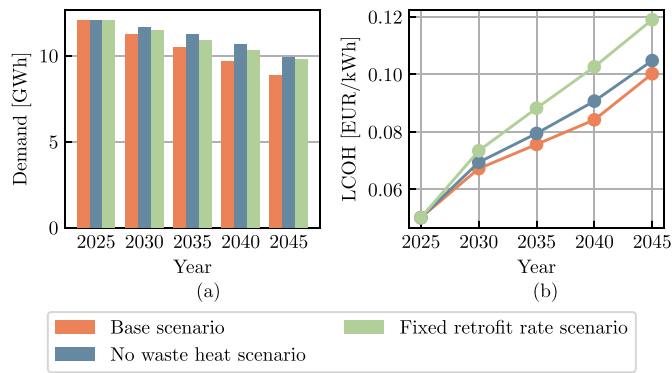 Demand [GWh]
10
5
0
2025 2030 2035 2040 2045
Year
(a)
LCOH [EUR/kWh]
0.12
0.10
0.08
0.06
2025 2030 2035 2040 2045
Year
(b)
Base scenario
No waste heat scenario
Fixed retrofit rate scenario